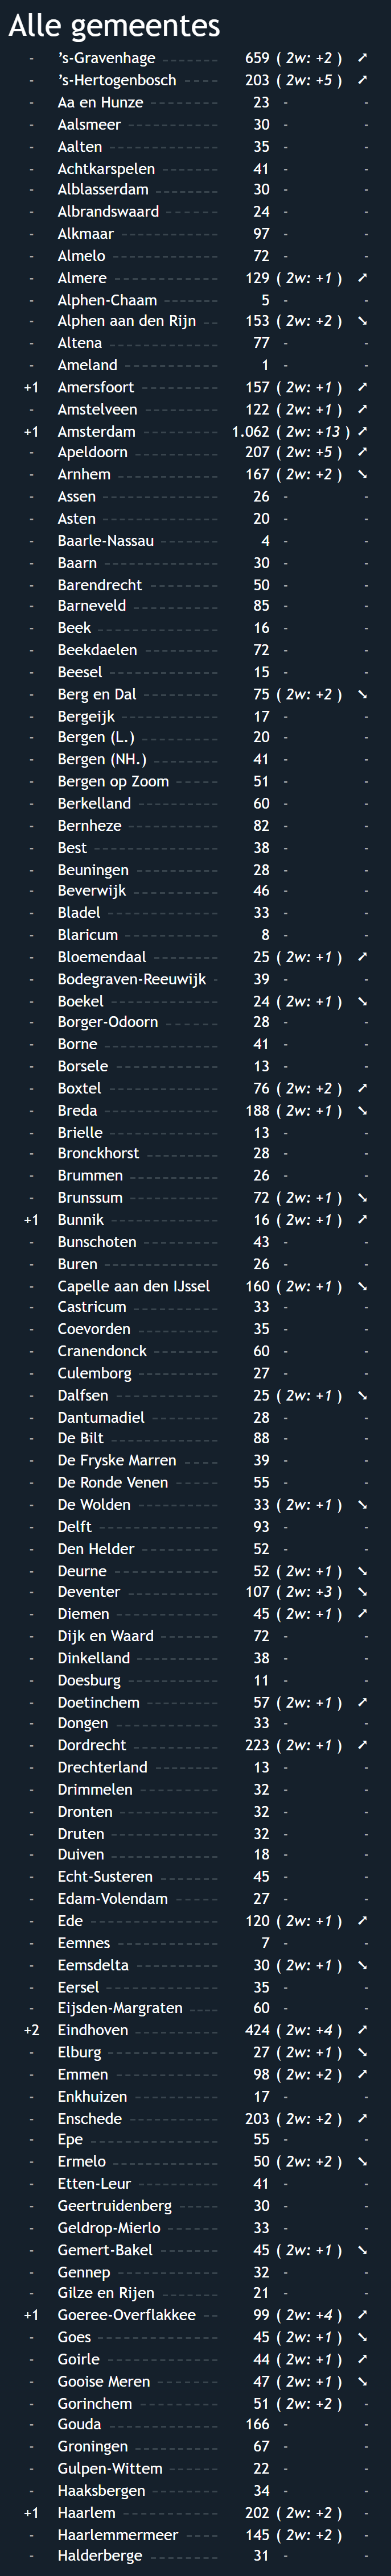 Alle gemeentes
- 's-Gravenhage 659 ( 2w: +2 ) ➚
- 's-Hertogenbosch 203 ( 2w: +5 ) ➚
- Aa en Hunze 23 - -
- Aalsmeer 30 - -
- Aalten 35 - -
- Achtkarspelen 41 - -
- Alblasserdam 30 - -
- Albrandswaard 24 - -
- Alkmaar 97 - -
- Almelo 72 - -
- Almere 129 ( 2w: +1 ) ➚
- Alphen-Chaam 5 - -
- Alphen aan den Rijn 153 ( 2w: +2 ) ➘
- Altena 77 - -
- Ameland 1 - -
+1 Amersfoort 157 ( 2w: +1 ) ➚
- Amstelveen 122 ( 2w: +1 ) ➚
+1 Amsterdam 1.062 ( 2w: +13 ) ➚
- Apeldoorn 207 ( 2w: +5 ) ➚
- Arnhem 167 ( 2w: +2 ) ➘
- Assen 26 - -
- Asten 20 - -
- Baarle-Nassau 4 - -
- Baarn 30 - -
- Barendrecht 50 - -
- Barneveld 85 - -
- Beek 16 - -
- Beekdaelen 72 - -
- Beesel 15 - -
- Berg en Dal 75 ( 2w: +2 ) ➘
- Bergeijk 17 - -
- Bergen (L.) 20 - -
- Bergen (NH.) 41 - -
- Bergen op Zoom 51 - -
- Berkelland 60 - -
- Bernheze 82 - -
- Best 38 - -
- Beuningen 28 - -
- Beverwijk 46 - -
- Bladel 33 - -
- Blaricum 8 - -
- Bloemendaal 25 ( 2w: +1 ) ➚
- Bodegraven-Reeuwijk 39 - -
- Boekel 24 ( 2w: +1 ) ➘
- Borger-Odoorn 28 - -
- Borne 41 - -
- Borsele 13 - -
- Boxtel 76 ( 2w: +2 ) ➚
- Breda 188 ( 2w: +1 ) ➘
- Brielle 13 - -
- Bronckhorst 28 - -
- Brummen 26 - -
- Brunssum 72 ( 2w: +1 ) ➘
+1 Bunnik 16 ( 2w: +1 ) ➚
- Bunschoten 43 - -
- Buren 26 - -
- Capelle aan den IJssel 160 ( 2w: +1 ) ➘
- Castricum 33 - -
- Coevorden 35 - -
- Cranendonck 60 - -
- Culemborg 27 - -
- Dalfsen 25 ( 2w: +1 ) ➘
- Dantumadiel 28 - -
- De Bilt 88 - -
- De Fryske Marren 39 - -
- De Ronde Venen 55 - -
- De Wolden 33 ( 2w: +1 ) ➘
- Delft 93 - -
- Den Helder 52 - -
- Deurne 52 ( 2w: +1 ) ➘
- Deventer 107 ( 2w: +3 ) ➘
- Diemen 45 ( 2w: +1 ) ➚
- Dijk en Waard 72 - -
- Dinkelland 38 - -
- Doesburg 11 - -
- Doetinchem 57 ( 2w: +1 ) ➚
- Dongen 33 - -
- Dordrecht 223 ( 2w: +1 ) ➚
- Drechterland 13 - -
- Drimmelen 32 - -
- Dronten 32 - -
- Druten 32 - -
- Duiven 18 - -
- Echt-Susteren 45 - -
- Edam-Volendam 27 - -
- Ede 120 ( 2w: +1 ) ➚
- Eemnes 7 - -
- Eemsdelta 30 ( 2w: +1 ) ➘
- Eersel 35 - -
- Eijsden-Margraten 60 - -
+2 Eindhoven 424 ( 2w: +4 ) ➚
- Elburg 27 ( 2w: +1 ) ➘
- Emmen 98 ( 2w: +2 ) ➚
- Enkhuizen 17 - -
- Enschede 203 ( 2w: +2 ) ➚
- Epe 55 - -
- Ermelo 50 ( 2w: +2 ) ➘
- Etten-Leur 41 - -
- Geertruidenberg 30 - -
- Geldrop-Mierlo 33 - -
- Gemert-Bakel 45 ( 2w: +1 ) ➘
- Gennep 32 - -
- Gilze en Rijen 21 - -
+1 Goeree-Overflakkee 99 ( 2w: +4 ) ➚
- Goes 45 ( 2w: +1 ) ➘
- Goirle 44 ( 2w: +1 ) ➚
- Gooise Meren 47 ( 2w: +1 ) ➘
- Gorinchem 51 ( 2w: +2 ) -
- Gouda 166 - -
- Groningen 67 - -
- Gulpen-Wittem 22 - -
- Haaksbergen 34 - -
+1 Haarlem 202 ( 2w: +2 ) -
- Haarlemmermeer 145 ( 2w: +2 ) -
- Halderberge 31 - -